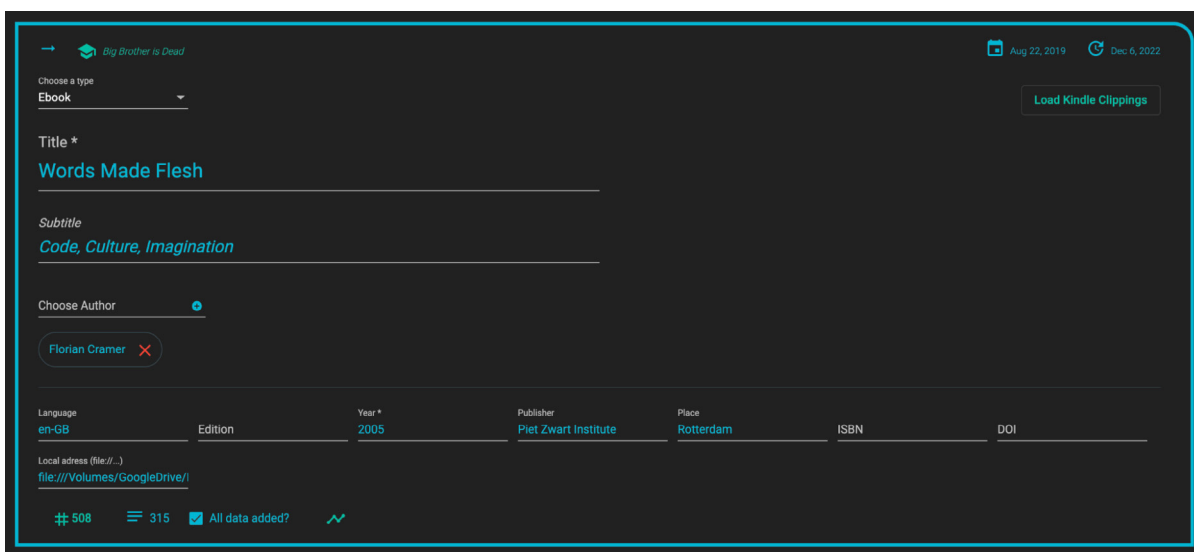 Big Brother is Dead
Aug 22, 2019
Dec 6, 2022
Choose a type
Ebook
Load Kindle Clippings
Title *
Words Made Flesh
Subtitle
Code, Culture, Imagination
Choose Author
Florian Cramer
Language
en-GB
Edition
Year *
2005
Publisher
Piet Zwart Institute
Place
Rotterdam
ISBN
DOI
Local adress (file://...)
file:///Volumes/GoogleDrive/
508
315
All data added?